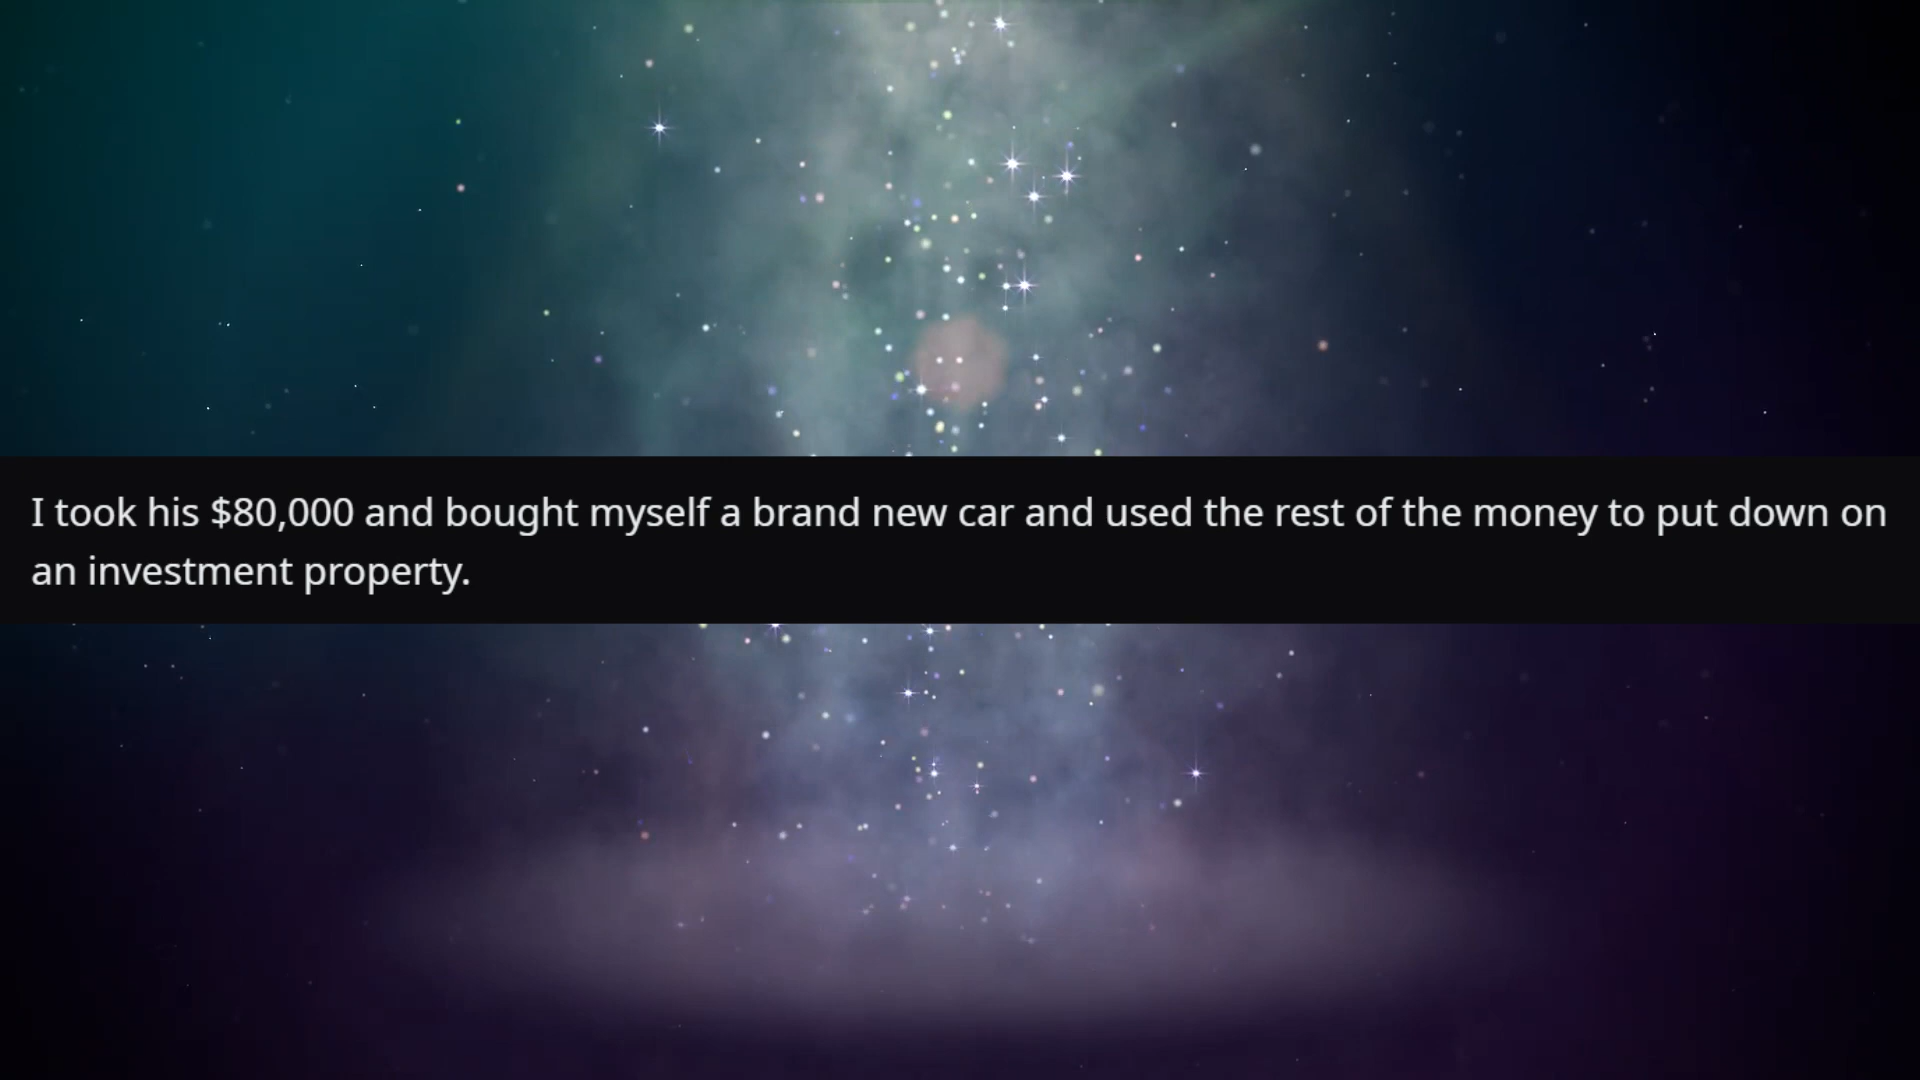 I took his $80,000 and bought myself a brand new car and used the rest of the money to put down on
an investment property.